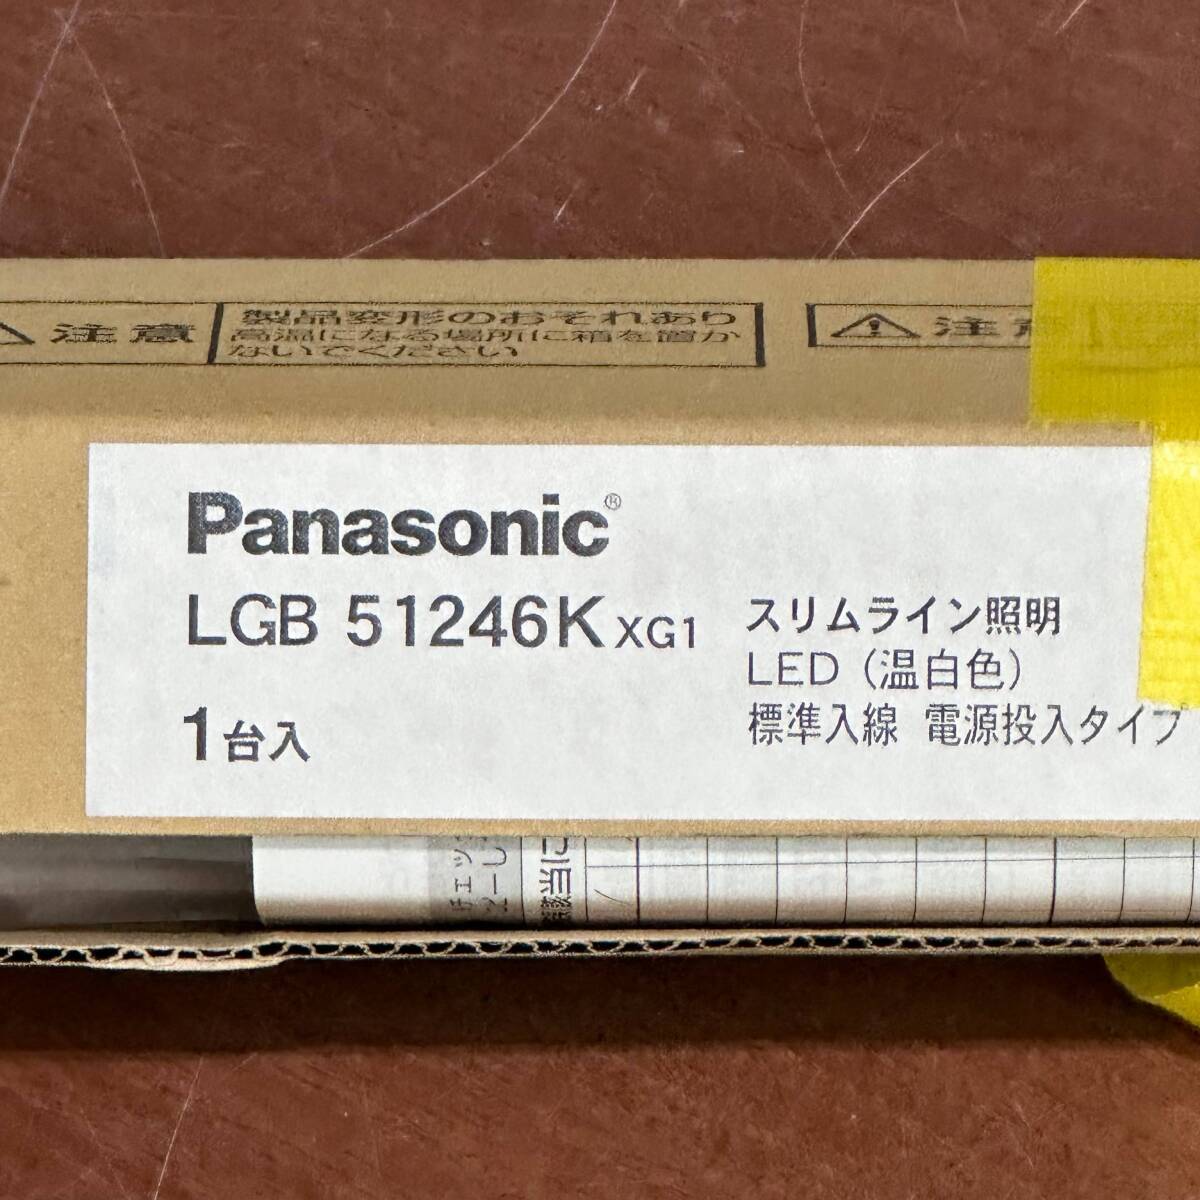 注意
製品変形のおそれあり
高温になる場所に箱を置か
ないでください
注意
Panasonic®
LGB 51246K XG1
スリムライン照明
LED（温白色）
標準入線 電源投入タイプ
1台入